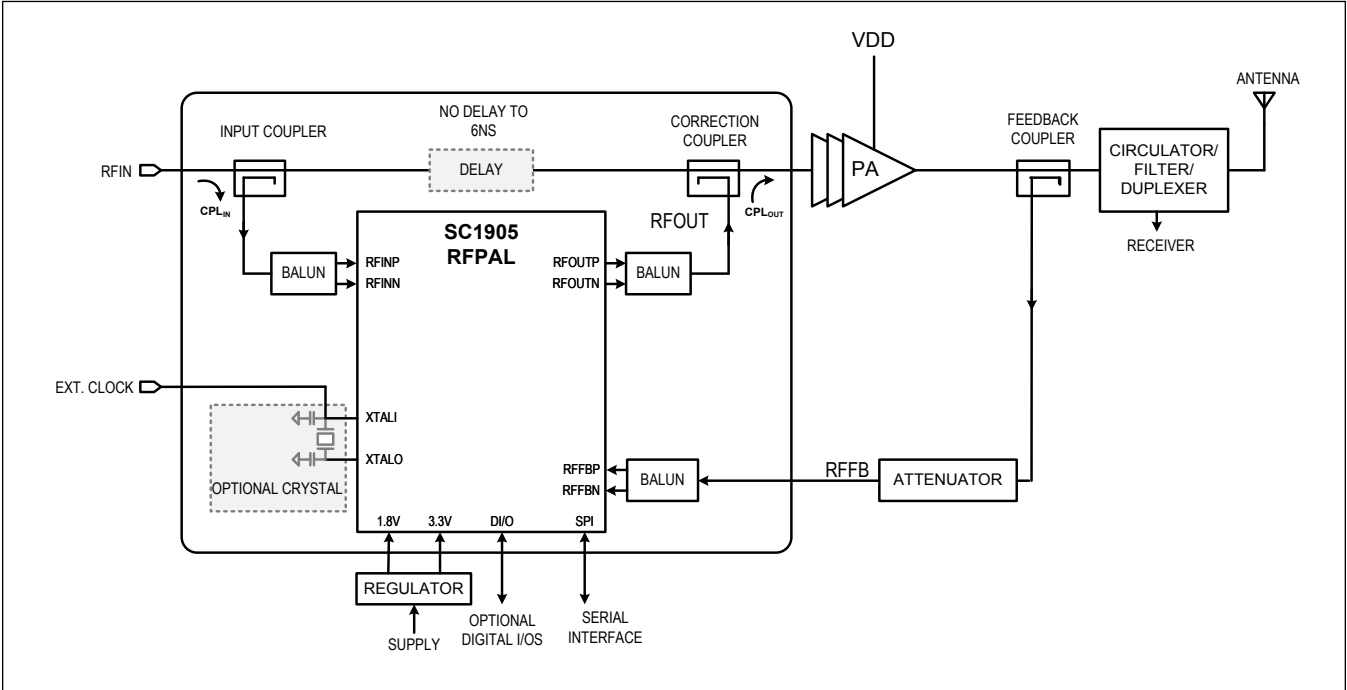 VDD
ANTENNA
NO DELAY TO
6NS
INPUT COUPLER
CORRECTION
COUPLER
FEEDBACK
COUPLER
RFIN
DELAY
PA
CIRCULATOR/
FILTER/
DUPLEXER
CPLIN
CPLOUT
RFOUT
RECEIVER
SC1905
RFPAL
BALUN
RFINP
RFINN
RFOUTP
RFOUTN
BALUN
EXT. CLOCK
XTALI
XTALO
OPTIONAL CRYSTAL
RFFBP
RFFBN
BALUN
RFFB
ATTENUATOR
1.8V
3.3V
DI/O
SPI
REGULATOR
SUPPLY
OPTIONAL
DIGITAL I/OS
SERIAL
INTERFACE